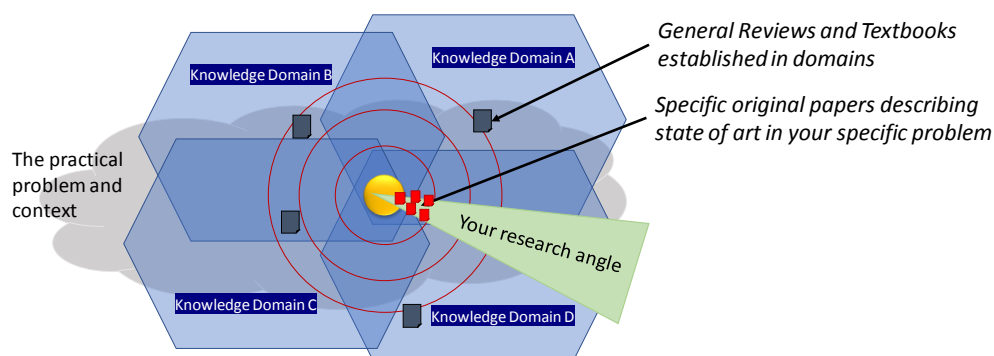 General Reviews and Textbooks
established in domains
Knowledge Domain A
Knowledge Domain B
Specific original papers describing
state of art in your specific problem
The practical
problem and
context
Your research angle
Knowledge Domain C
Knowledge Domain D